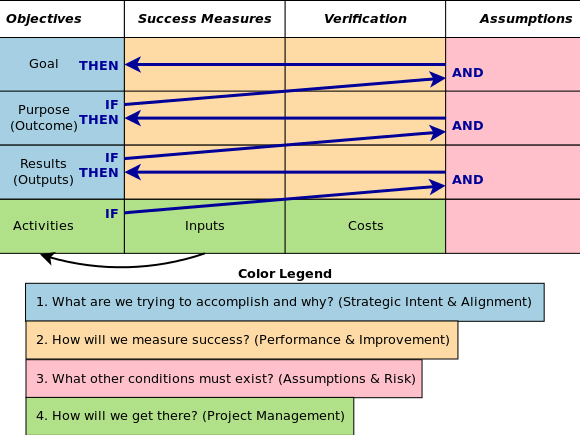 Objectives Success Measures Verification Assumptions
Goal THEN
AND
IF
Purpose
(Outcome) THEN
AND
IF
Results
(Outputs) THEN
AND
IF
Activities Inputs Costs
Color Legend
1. What are we trying to accomplish and why? (Strategic Intent & Alignment)
2. How will we measure success? (Performance & Improvement)
3. What other conditions must exist? (Assumptions & Risk)
4. How will we get there? (Project Management)